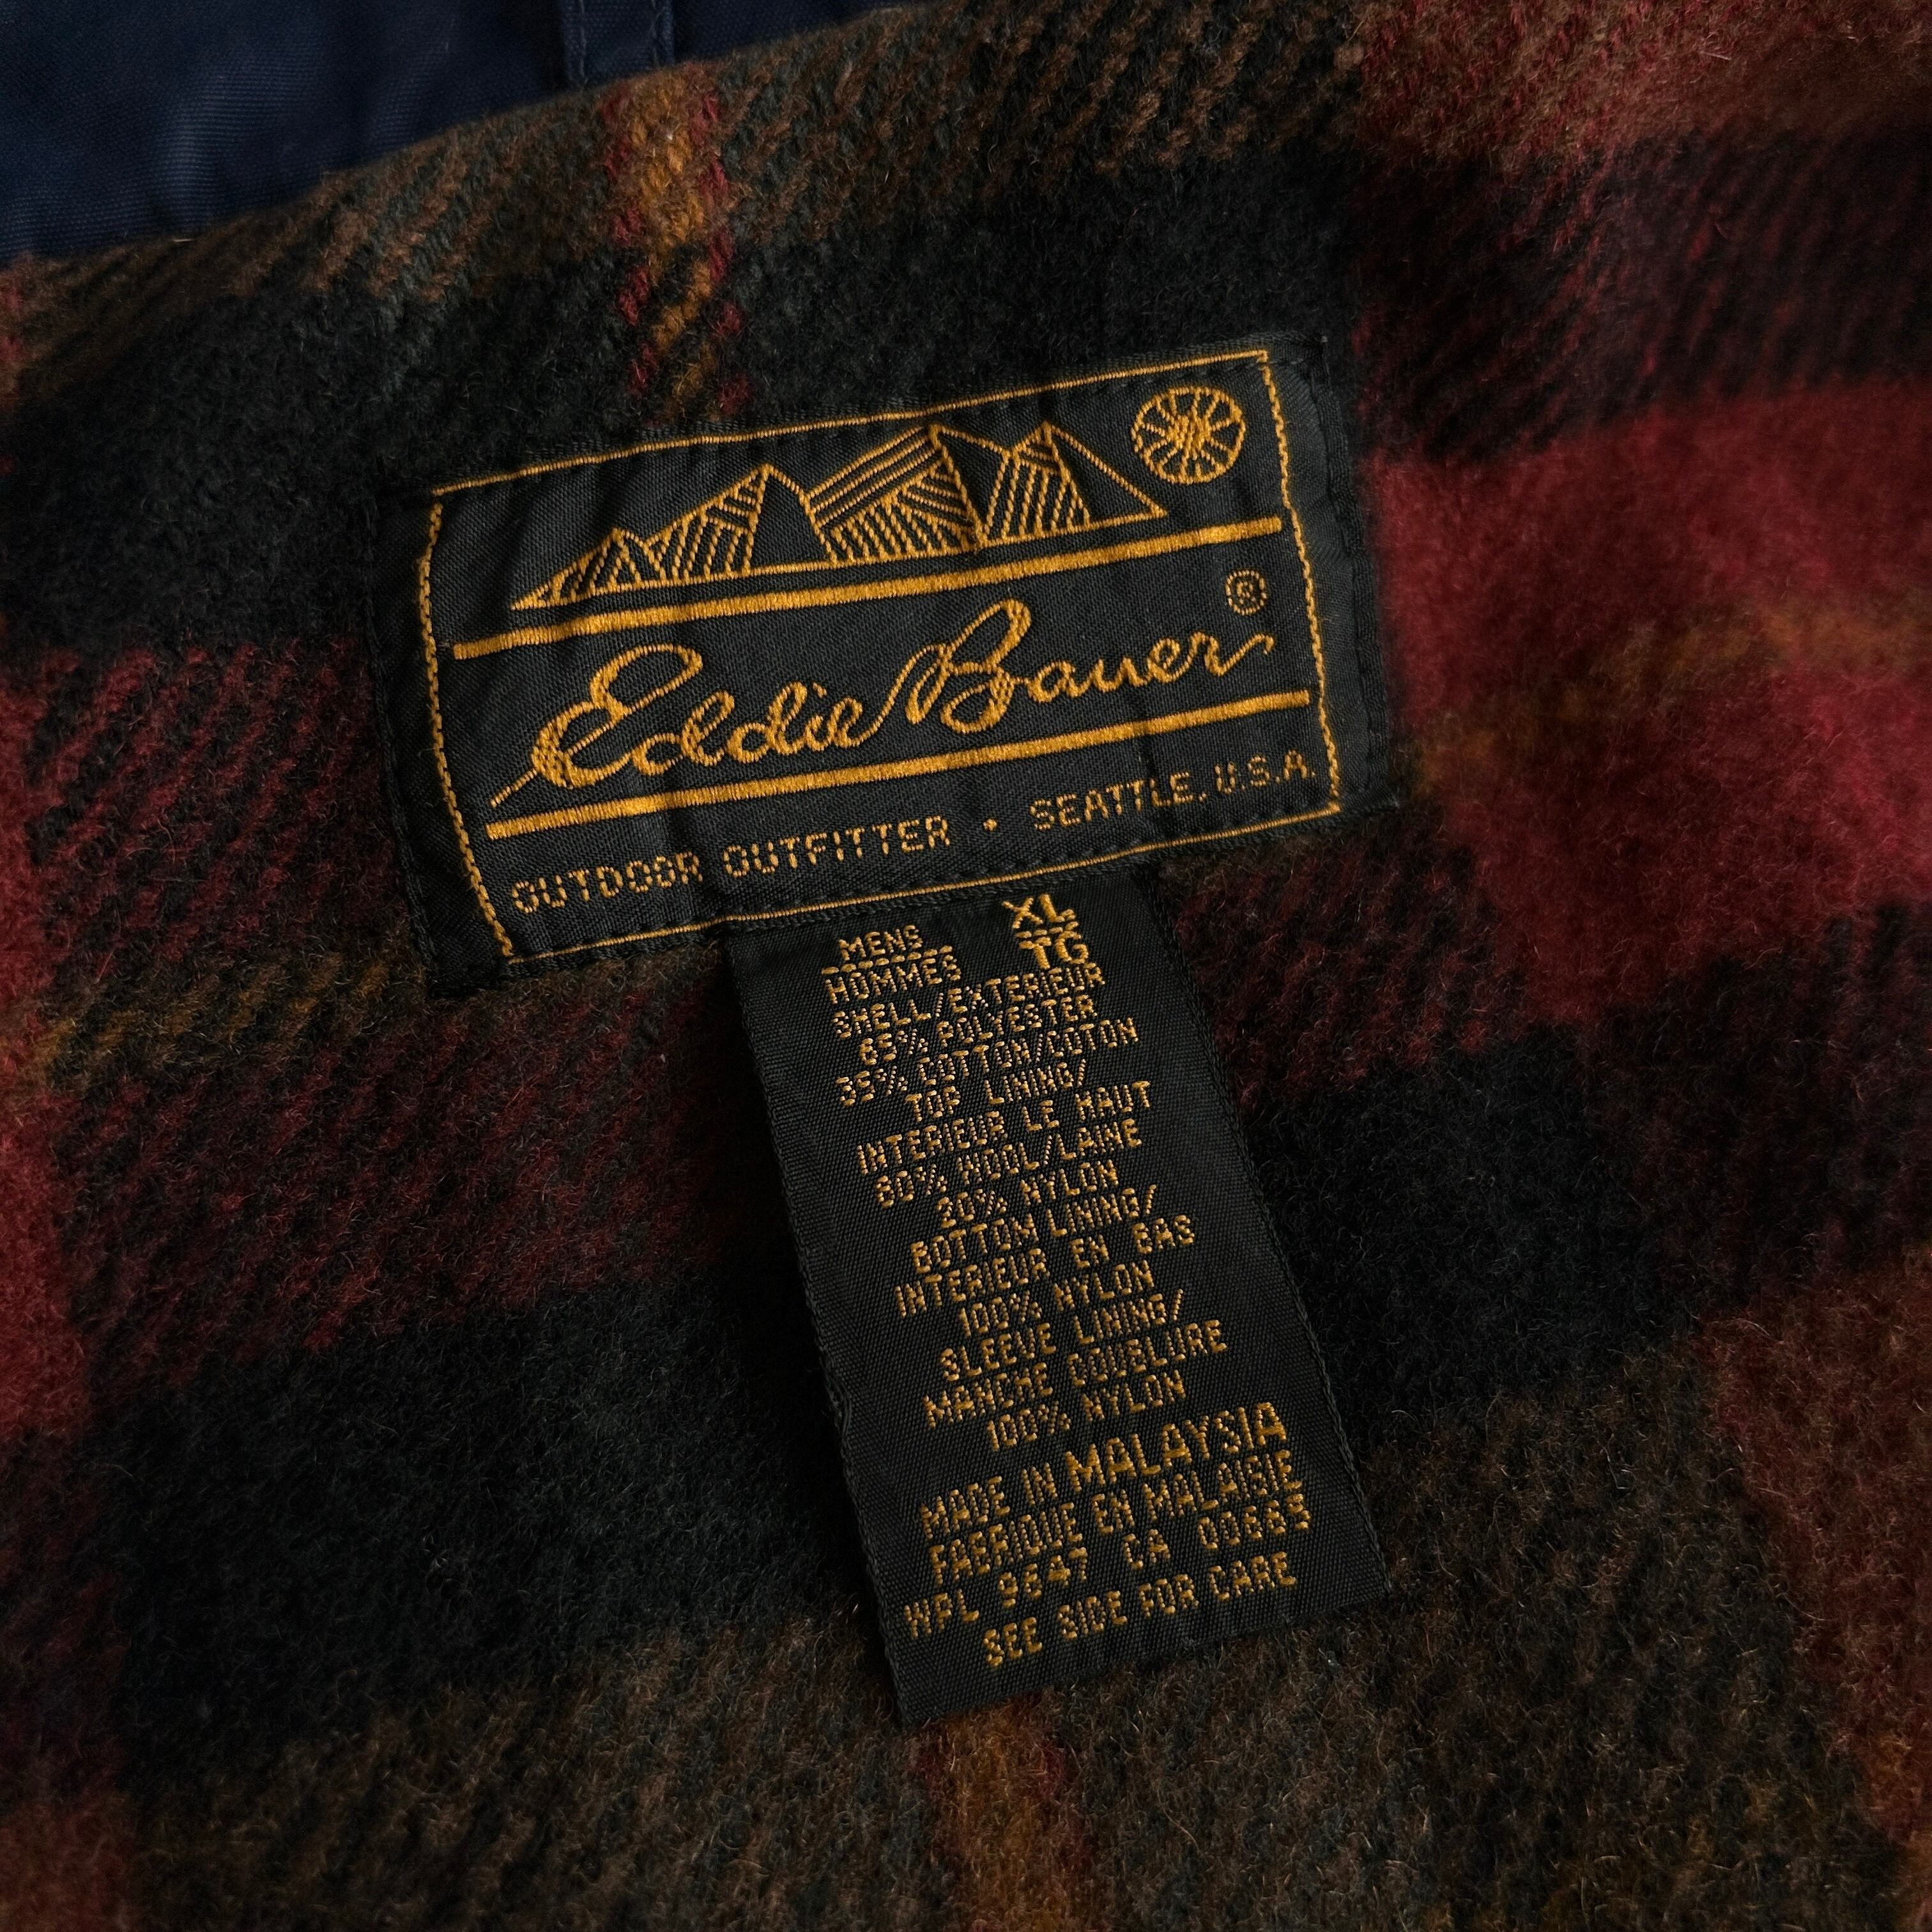 Eddie Bauer ®
OUTDOOR OUTFITTER • SEATTLE, U.S.A.
MENS XL
HOMMES TG
SHELL/EXTERIEUR
65% POLYESTER
35% COTTON/COTON
TOP LINING/
INTERIEUR LE HAUT
80% WOOL/LAINE
20% NYLON
BOTTOM LINING/
INTERIEUR EN BAS
100% NYLON
SLEEVE LINING/
MANCHE DOUBLURE
100% NYLON
MADE IN MALAYSIA
FABRIQUE EN MALAISIE
WPL 9647 CA 00669
SEE SIDE FOR CARE